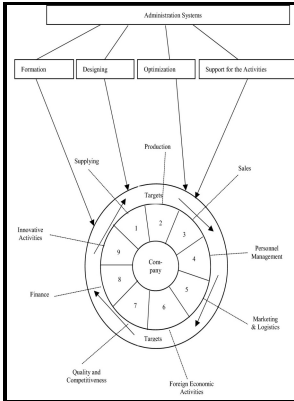 Administration Systems
Formation
Designing
Optimization
Support for the Activities
Production
Supplying
Sales
Targets
1
2
3
Innovative
Activities
9
4
Personnel
Management
Com-
pany
8
5
Finance
7
6
Marketing
& Logistics
Targets
Quality and
Competitiveness
Foreign Economic
Activities